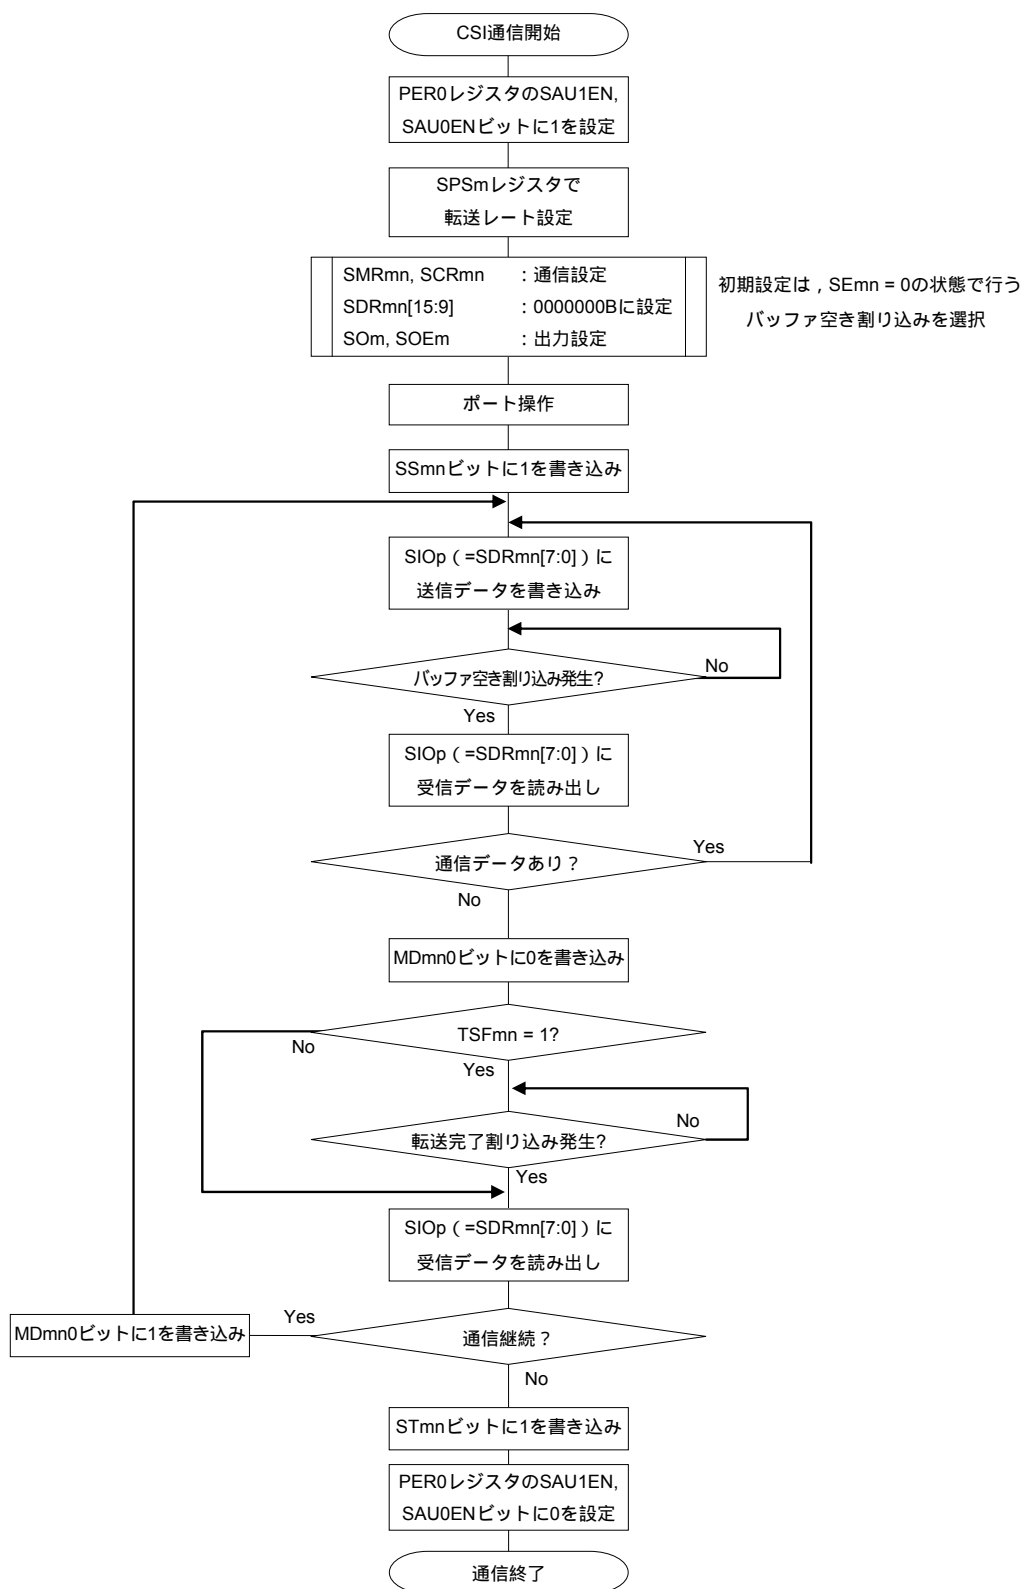 CSI通信開始
PER0レジスタのSAU1EN,
SAU0ENビットに1を設定
SPSmレジスタで
転送レート設定
SMRmn, SCRmn ：通信設定
SDRmn[15:9] ：0000000Bに設定
SOm, SOEm ：出力設定
初期設定は，SEmn = 0の状態で行う
バッファ空き割り込みを選択
ポート操作
SSmnビットに1を書き込み
SIOp（=SDRmn[7:0]）に
送信データを書き込み
バッファ空き割り込み発生?
No
Yes
SIOp（=SDRmn[7:0]）に
受信データを読み出し
通信データあり？
Yes
No
MDmn0ビットに0を書き込み
TSFmn = 1?
No
Yes
転送完了割り込み発生?
No
Yes
SIOp（=SDRmn[7:0]）に
受信データを読み出し
通信継続？
Yes
MDmn0ビットに1を書き込み
No
STmnビットに1を書き込み
PER0レジスタのSAU1EN,
SAU0ENビットに0を設定
通信終了